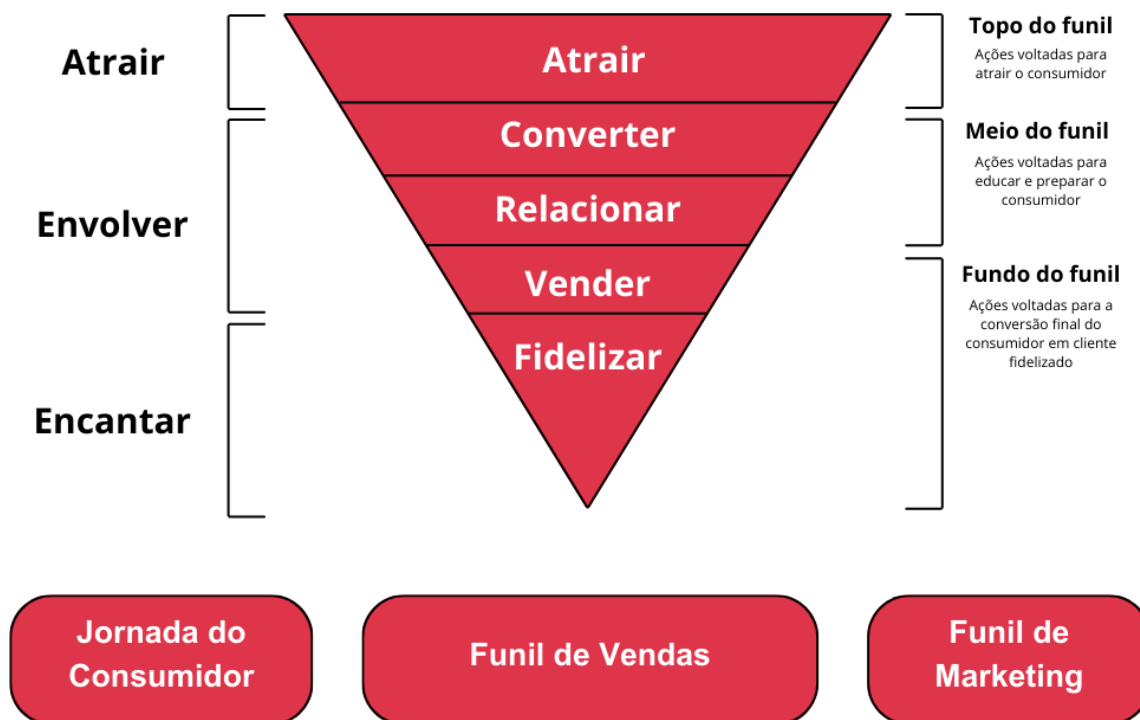 Atrair
Envolver
Encantar
Atrair
Converter
Relacionar
Vender
Fidelizar
Topo do funil
Ações voltadas para
atrair o consumidor
Meio do funil
Ações voltadas para
educar e preparar o
consumidor
Fundo do funil
Ações voltadas para a
conversão final do
consumidor em cliente
fidelizado
Jornada do
Consumidor
Funil de Vendas
Funil de
Marketing